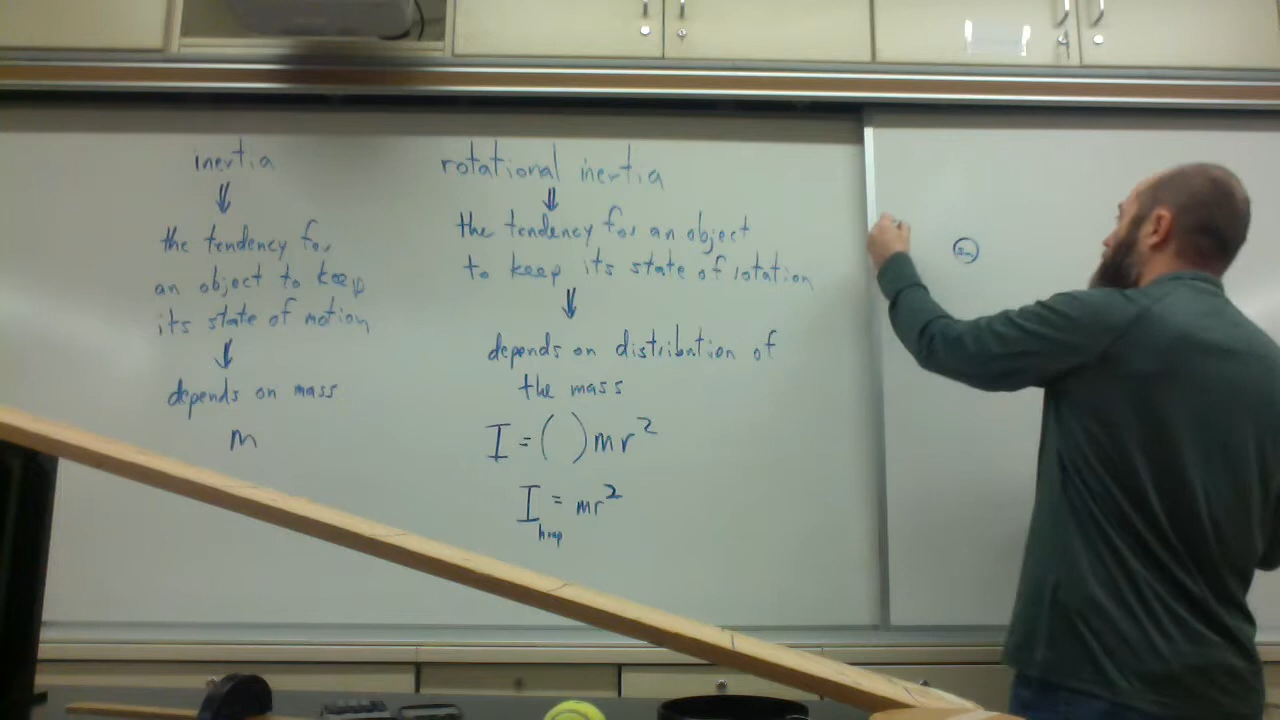 inertia
⇓
the tendency for
an object to keep
its state of motion
⇓
depends on mass
m
rotational inertia
⇓
the tendency for an object
to keep its state of rotation
⇓
depends on distribution of
the mass
I = ( ) mr²
I = mr²
hoop